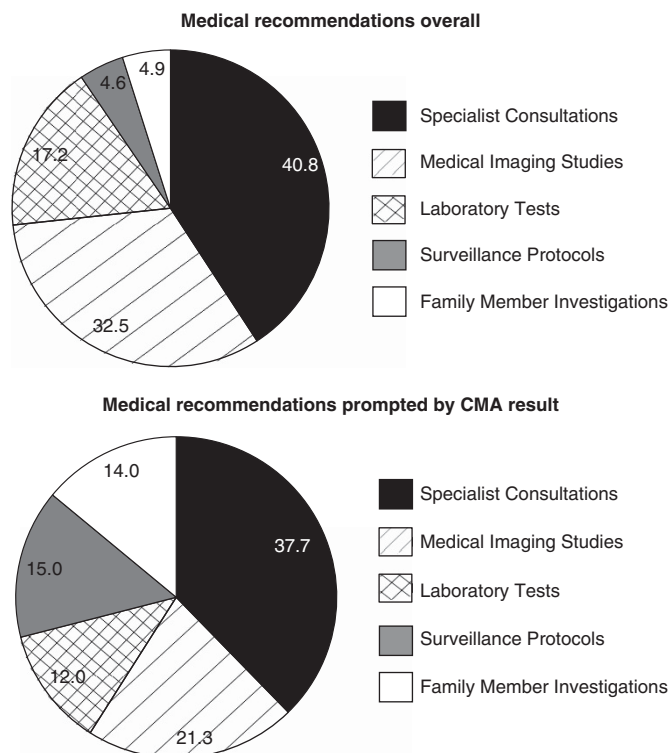 Medical recommendations overall
4.9
4.6
17.2
40.8
32.5
Specialist Consultations
Medical Imaging Studies
Laboratory Tests
Surveillance Protocols
Family Member Investigations
Medical recommendations prompted by CMA result
14.0
37.7
15.0
12.0
21.3
Specialist Consultations
Medical Imaging Studies
Laboratory Tests
Surveillance Protocols
Family Member Investigations